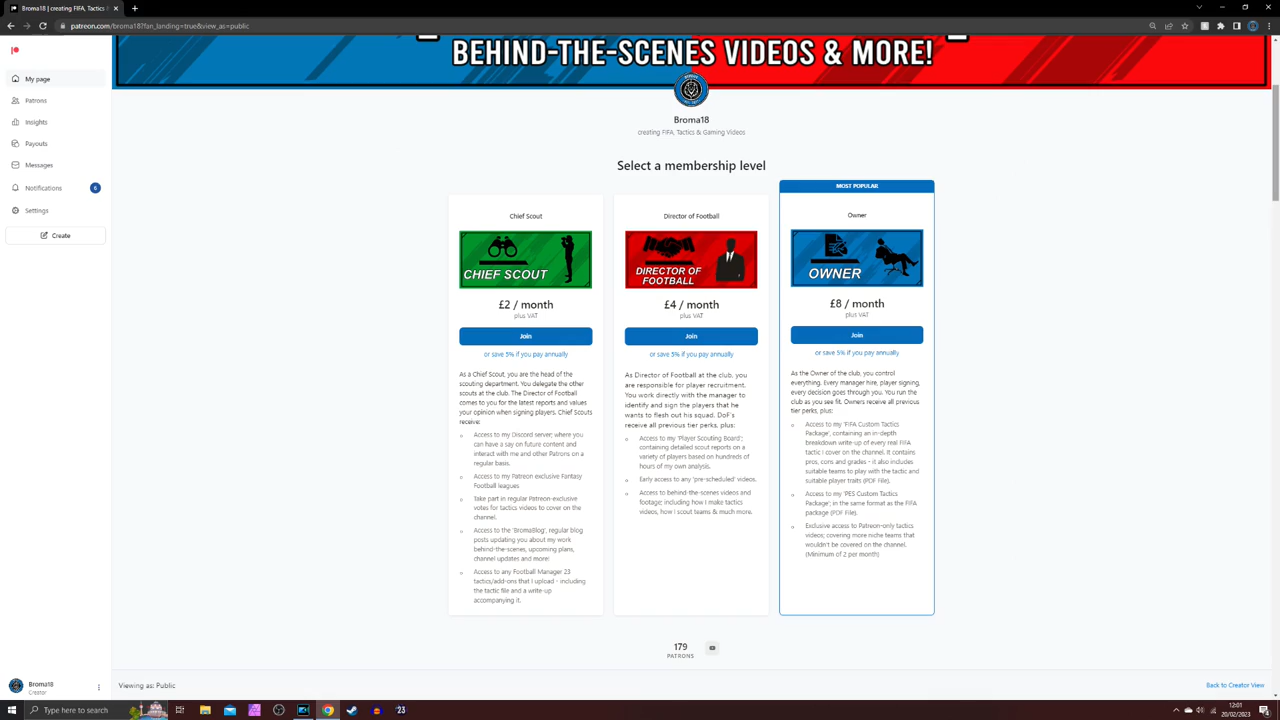 Broma18 | creating FIFA, Tactics &
patreon.com/broma18?fan_landing=true&view_as=public
BEHIND-THE-SCENES VIDEOS & MORE!
My page
Patrons
Insights
Payouts
Messages
Notifications
6
Settings
Create
Broma18
creating FIFA, Tactics & Gaming Videos
Select a membership level
Chief Scout
CHIEF SCOUT
£2 / month
plus VAT
Join
or save 5% if you pay annually
As a Chief Scout, you are the head of the
scouting department. You delegate the other
scouts at the club. The Director of Football
comes to you for the latest reports and values
your opinion when signing players. Chief Scouts
receive:
Access to my Discord server; where you
can have a say on future content and
interact with me and other Patrons on a
regular basis.
Access to my Patreon exclusive Fantasy
Football leagues
Take part in regular Patreon-exclusive
votes for tactics videos to cover on the
channel.
Access to the 'BromaBlog', regular blog
posts updating you about my work
behind-the-scenes, upcoming plans,
channel updates and more!
Access to any Football Manager 23
tactics/add-ons that I upload - including
the tactic file and a write-up
accompanying it.
Director of Football
DIRECTOR OF
FOOTBALL
£4 / month
plus VAT
Join
or save 5% if you pay annually
As Director of Football at the club, you
are responsible for player recruitment.
You work directly with the manager to
identify and sign the players that he
wants to flesh out his squad. DoF's
receive all previous tier perks, plus:
Access to my 'Player Scouting Board';
containing detailed scout reports on a
variety of players based on hundreds of
hours of my own analysis.
Early access to any 'pre-scheduled' videos.
Access to behind-the-scenes videos and
footage; including how I make tactics
videos, how I scout teams & much more.
MOST POPULAR
Owner
OWNER
£8 / month
plus VAT
Join
or save 5% if you pay annually
As the Owner of the club, you control
everything. Every manager hire, player signing,
every decision goes through you. You run the
club as you see fit. Owners receive all previous
tier perks, plus:
Access to my 'FIFA Custom Tactics
Package', containing an in-depth
breakdown write-up of every real FIFA
tactic I cover on the channel. It contains
pros, cons and grades - it also includes
suitable teams to play with the tactic and
suitable player traits (PDF File).
Access to my 'PES Custom Tactics
Package'; in the same format as the FIFA
package (PDF File).
Exclusive access to Patreon-only tactics
videos; covering more niche teams that
wouldn't be covered on the channel.
(Minimum of 2 per month)
179
PATRONS
Broma18
Creator
Viewing as: Public
Back to Creator View
Type here to search
'23
12:01
20/02/2023